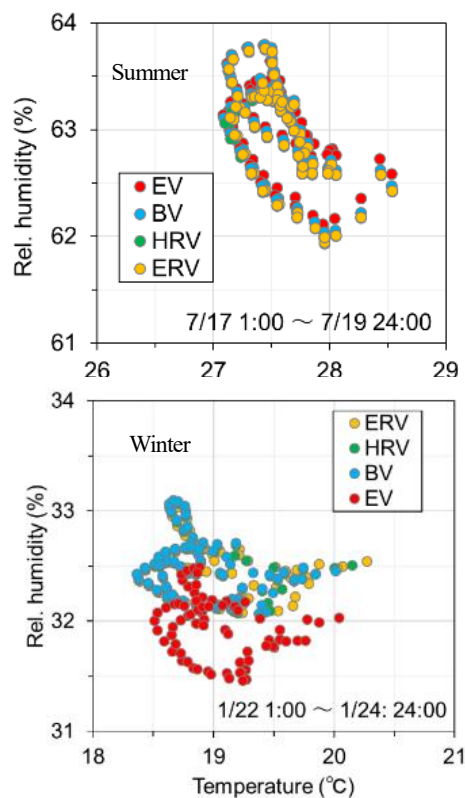 64
Summer
63
Rel. humidity (%)
EV
BV
HRV
62
ERV
7/17 1:00 ～ 7/19 24:00
61
26 27 28 29
34
Winter
ERV
HRV
BV
EV
33
Rel. humidity (%)
32
1/22 1:00 ～ 1/24: 24:00
31
18 19 20 21
Temperature (℃)